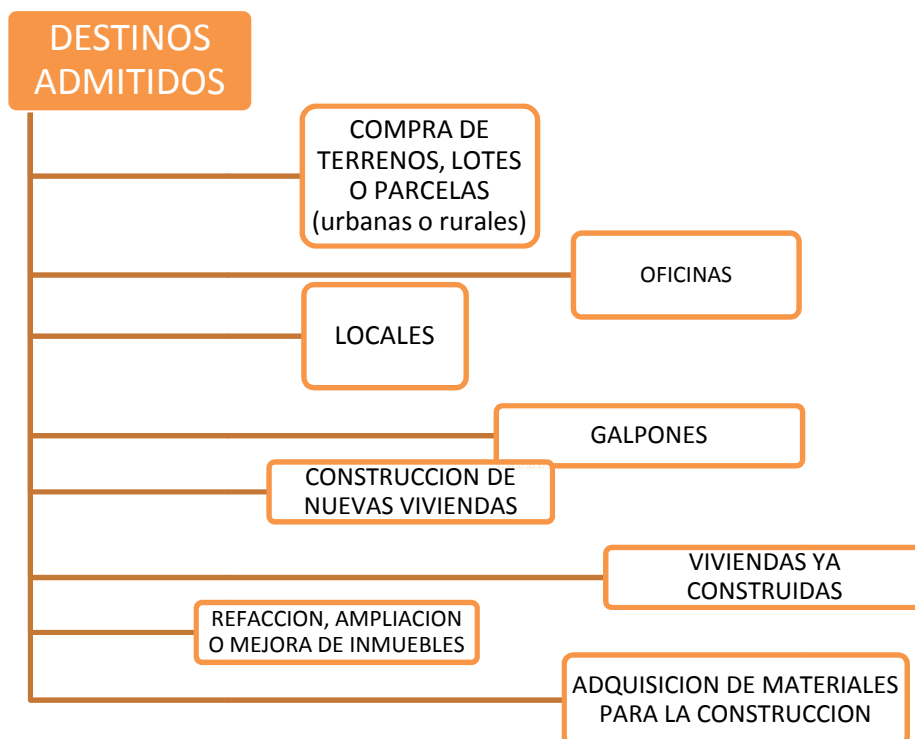 DESTINOS
ADMITIDOS
COMPRA DE
TERRENOS, LOTES
O PARCELAS
(urbanas o rurales)
OFICINAS
LOCALES
GALPONES
CONSTRUCCION DE
NUEVAS VIVIENDAS
VIVIENDAS YA
CONSTRUIDAS
REFACCION, AMPLIACION
O MEJORA DE INMUEBLES
ADQUISICION DE MATERIALES
PARA LA CONSTRUCCION